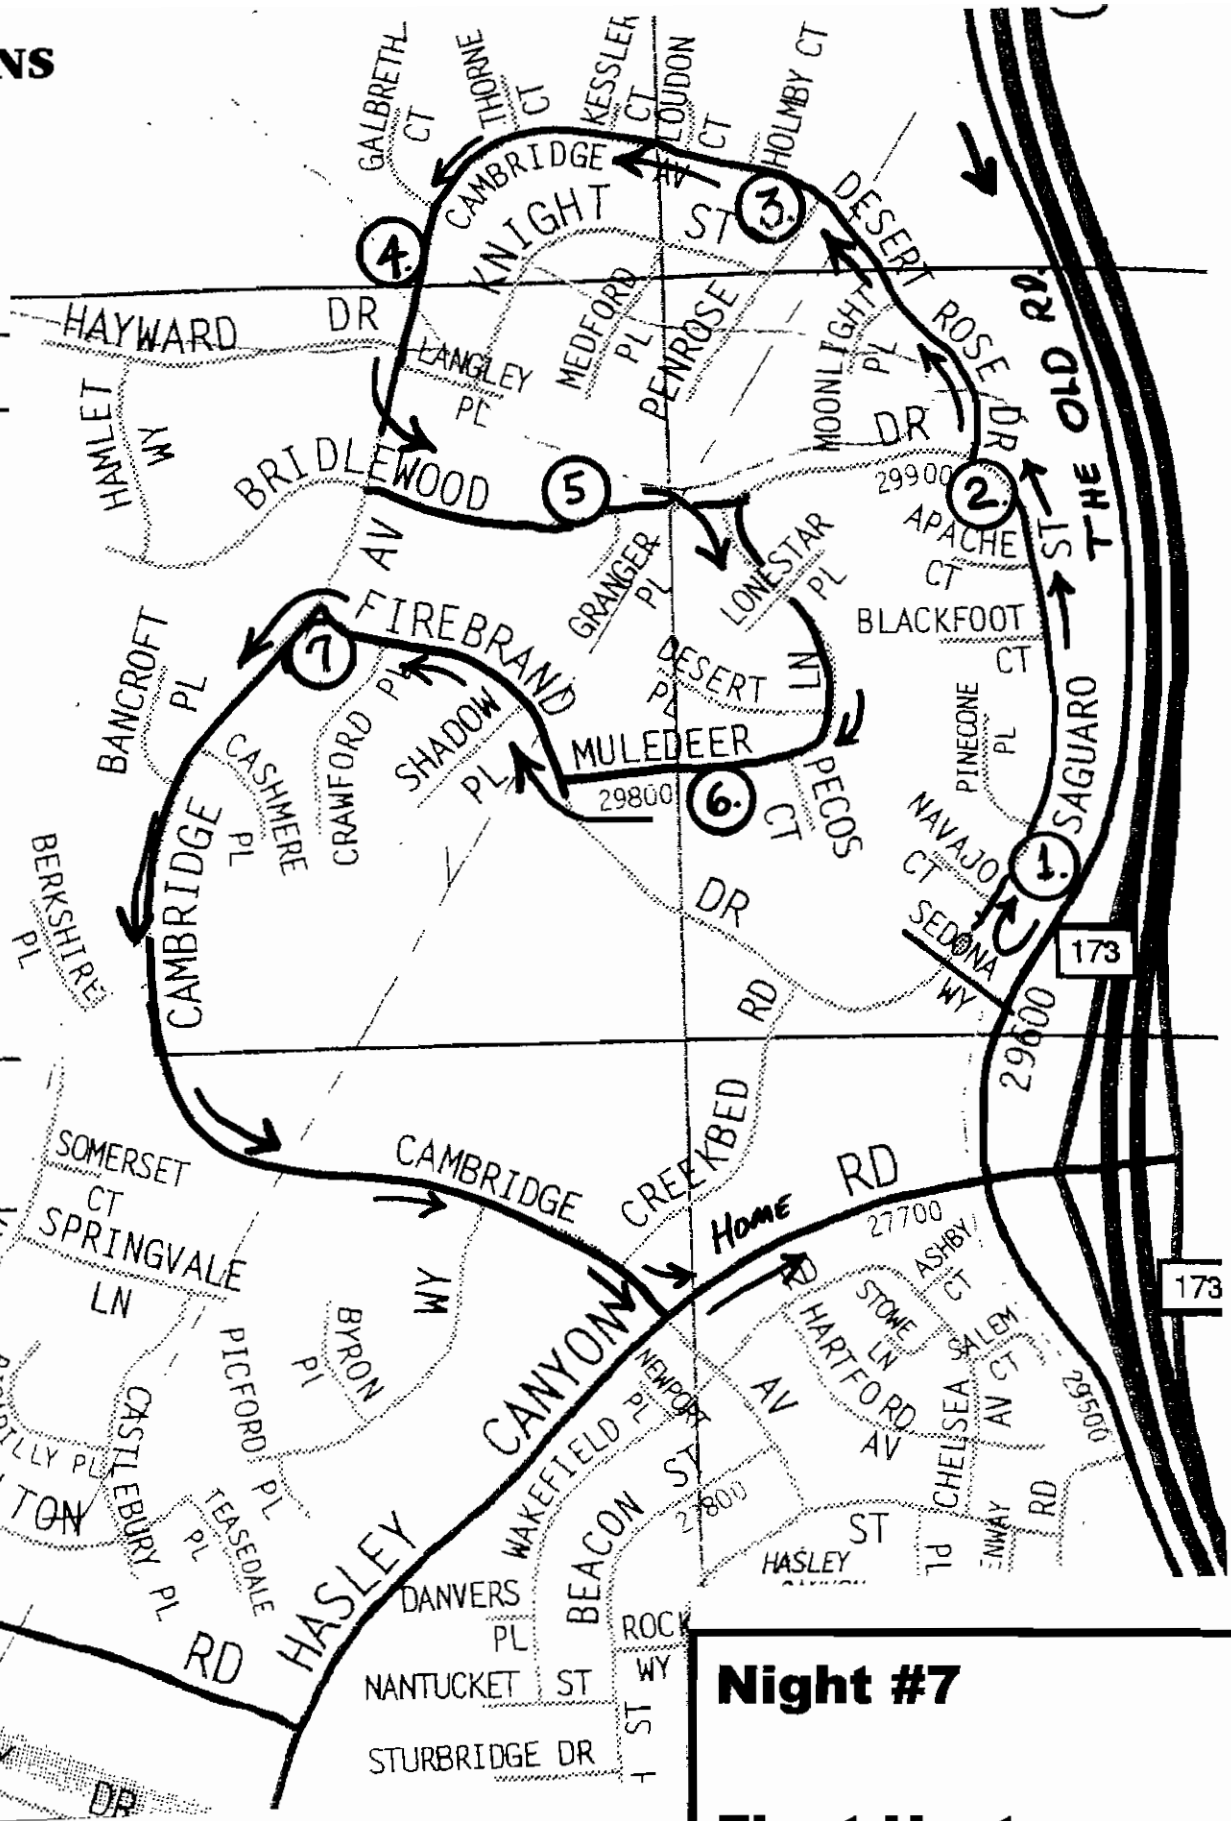 NS
GALBRETH CT
THORNE CT
KESSLER CT
LOUDON CT
HOLMBY CT
CAMBRIDGE AV
KNIGHT ST
3.
4.
DESERT ROSE DR
THE OLD RD.
HAYWARD DR
LANGLEY PL
MEDFORD PL
PENROSE
MOONLIGHT PL
HAMLET WY
BRIDLEWOOD DR
29900
5
2.
APACHE CT
ST
AV
GRANGER PL
LONESTAR PL
BLACKFOOT CT
FIREBRAND
7
BANCROFT PL
DESERT PL
LN
CRAWFORD PL
SHADOW PL
MULEDEER
29800
6.
PECOS CT
PINECONE PL
SAGUARO
CASHMERE PL
NAVAJO CT
1.
CAMBRIDGE
BERKSHIRE PL
DR
SEDONA WY
173
29600
CREEKBED RD
SOMERSET CT
CAMBRIDGE
RD
HOME
27700
SPRINGVALE LN
WY
ASHBY CT
RD
STOWE LN
SALEM CT
173
BYRON PL
PICFORD PL
HARTFORD AV
CANYON
NEWPORT PL
AV
CHELSEA AV
29500
CASTLEBURY PL
ILLY PL
TON
TEASEDALE PL
WAKEFIELD
ST
BEACON
PL
ENWAY
RD
ST
HASLEY
HASLEY
DANVERS PL
ROCK WY
RD
NANTUCKET ST
ST
STURBRIDGE DR
DR
Night #7